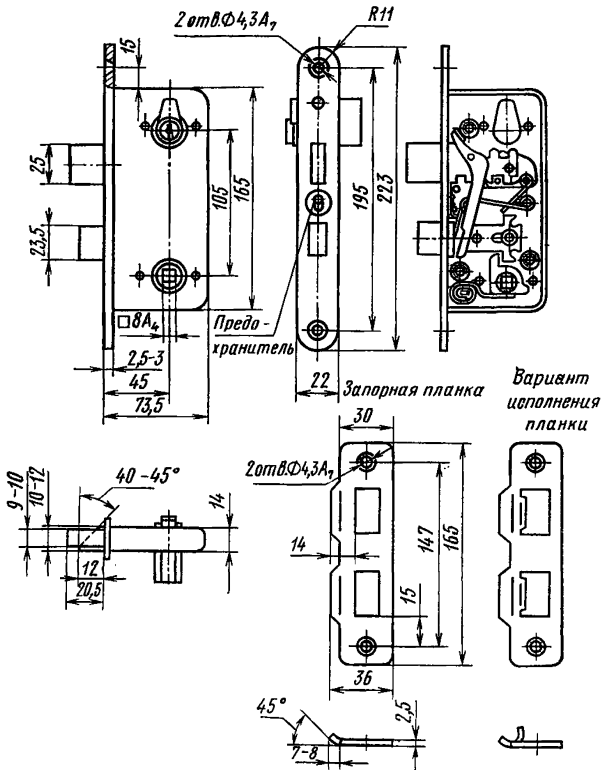 2 отв.Ф4,3А₇
R11
15
25
23,5
105
165
195
223
□8А₄
Предо-
хранитель
2,5-3
45
73,5
22
Запорная планка
30
Вариант
исполнения
планки
2отв.Ф4,3А₇
40-45°
9-10
10-12
14
12
20,5
14
147
165
15
36
45°
2,5
7-8